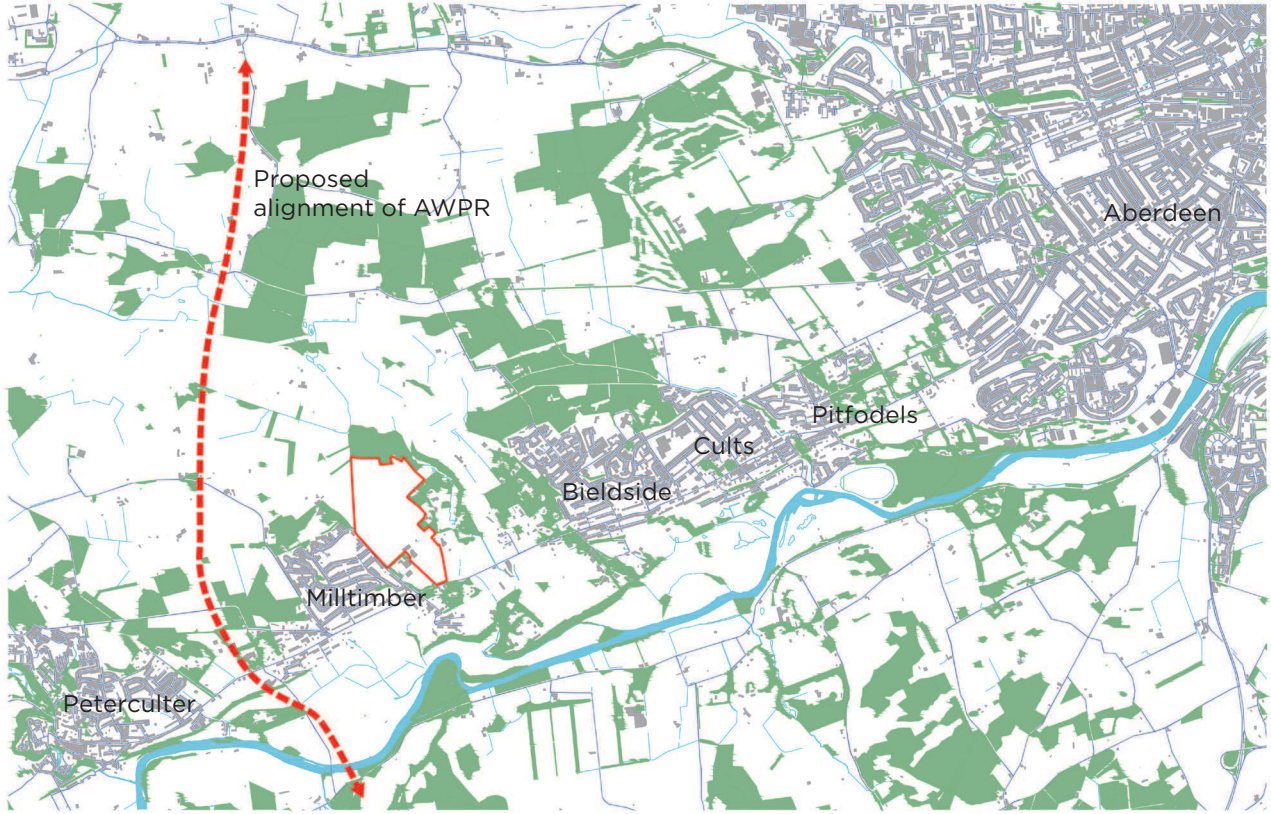 Proposed
alignment of AWPR
Aberdeen
Pitfodels
Cults
Bieldside
Milltimber
Peterculter